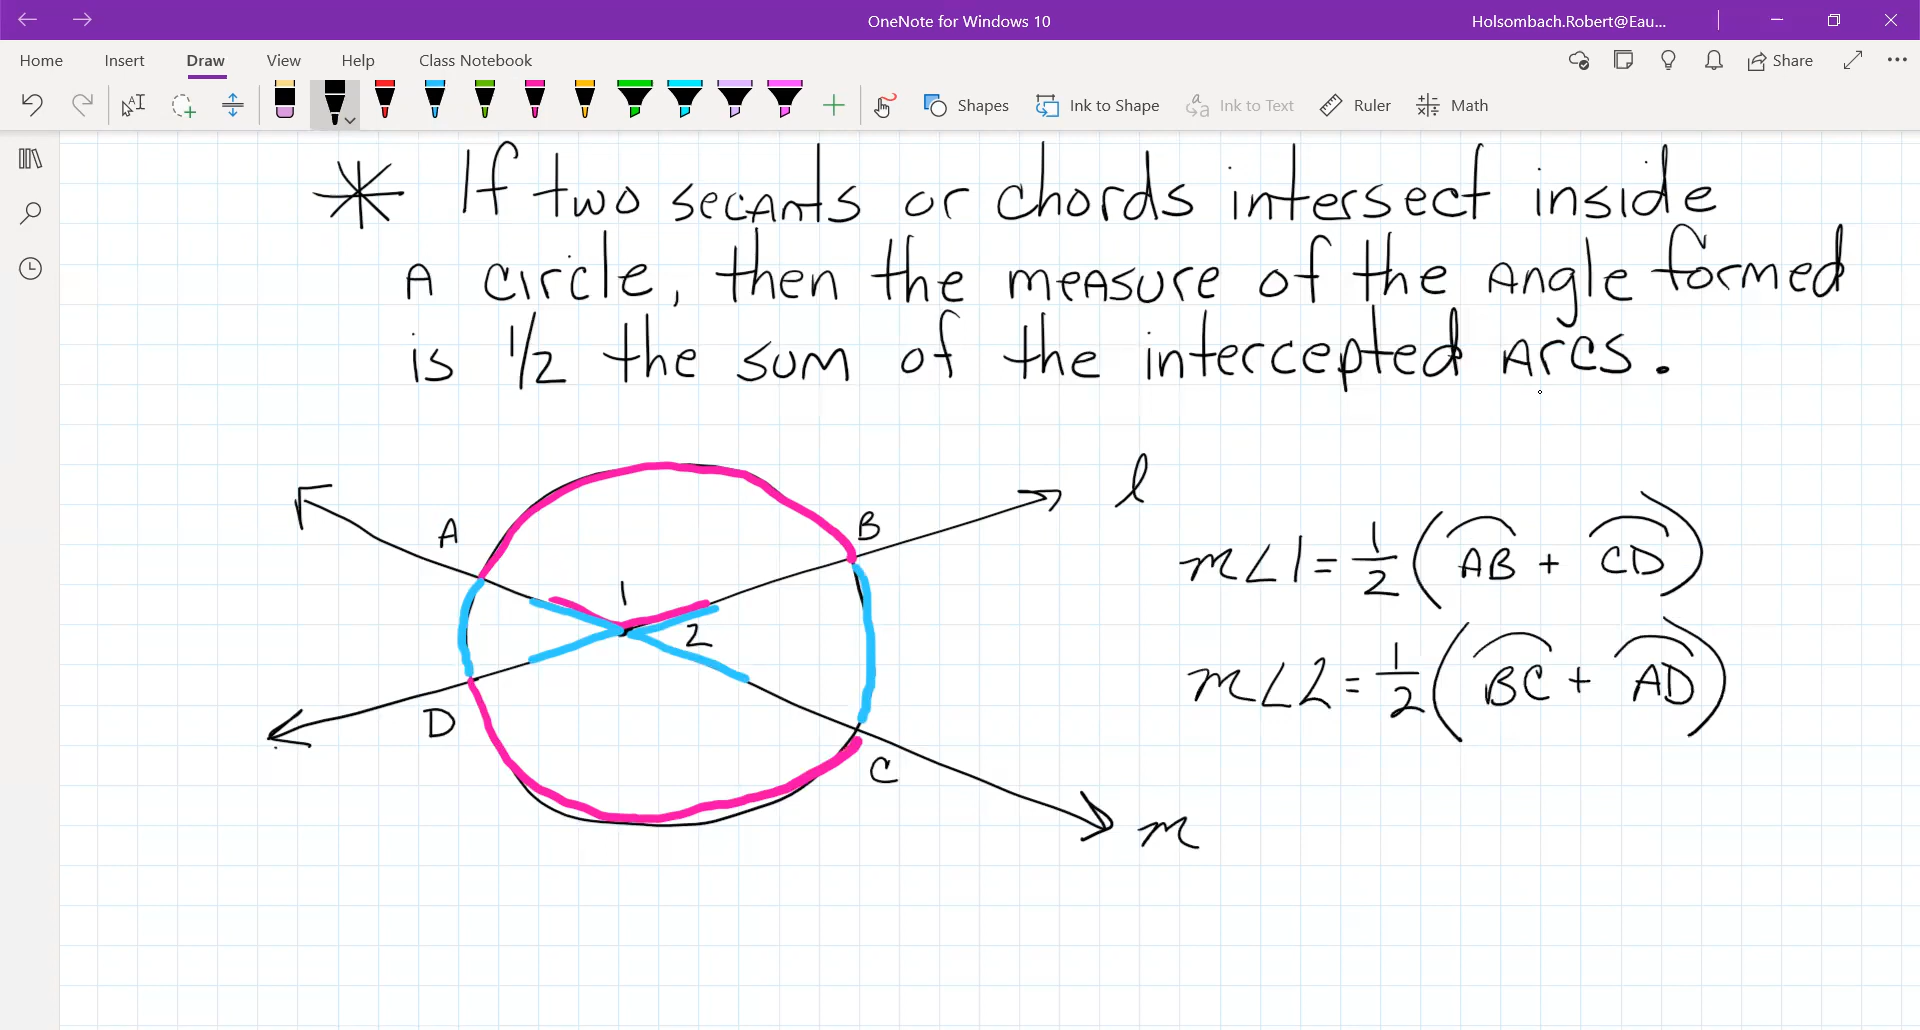 OneNote for Windows 10
Holsombach.Robert@Eau...
Home Insert Draw View Help Class Notebook
Share
Shapes Ink to Shape Ink to Text Ruler Math
* If two secants or chords intersect inside
A circle, then the measure of the Angle formed
is 1/2 the sum of the intercepted Arcs.
l
A
B
1
2
D
C
m
m∠1 = 1/2 (AB + CD)
m∠2 = 1/2 (BC + AD)